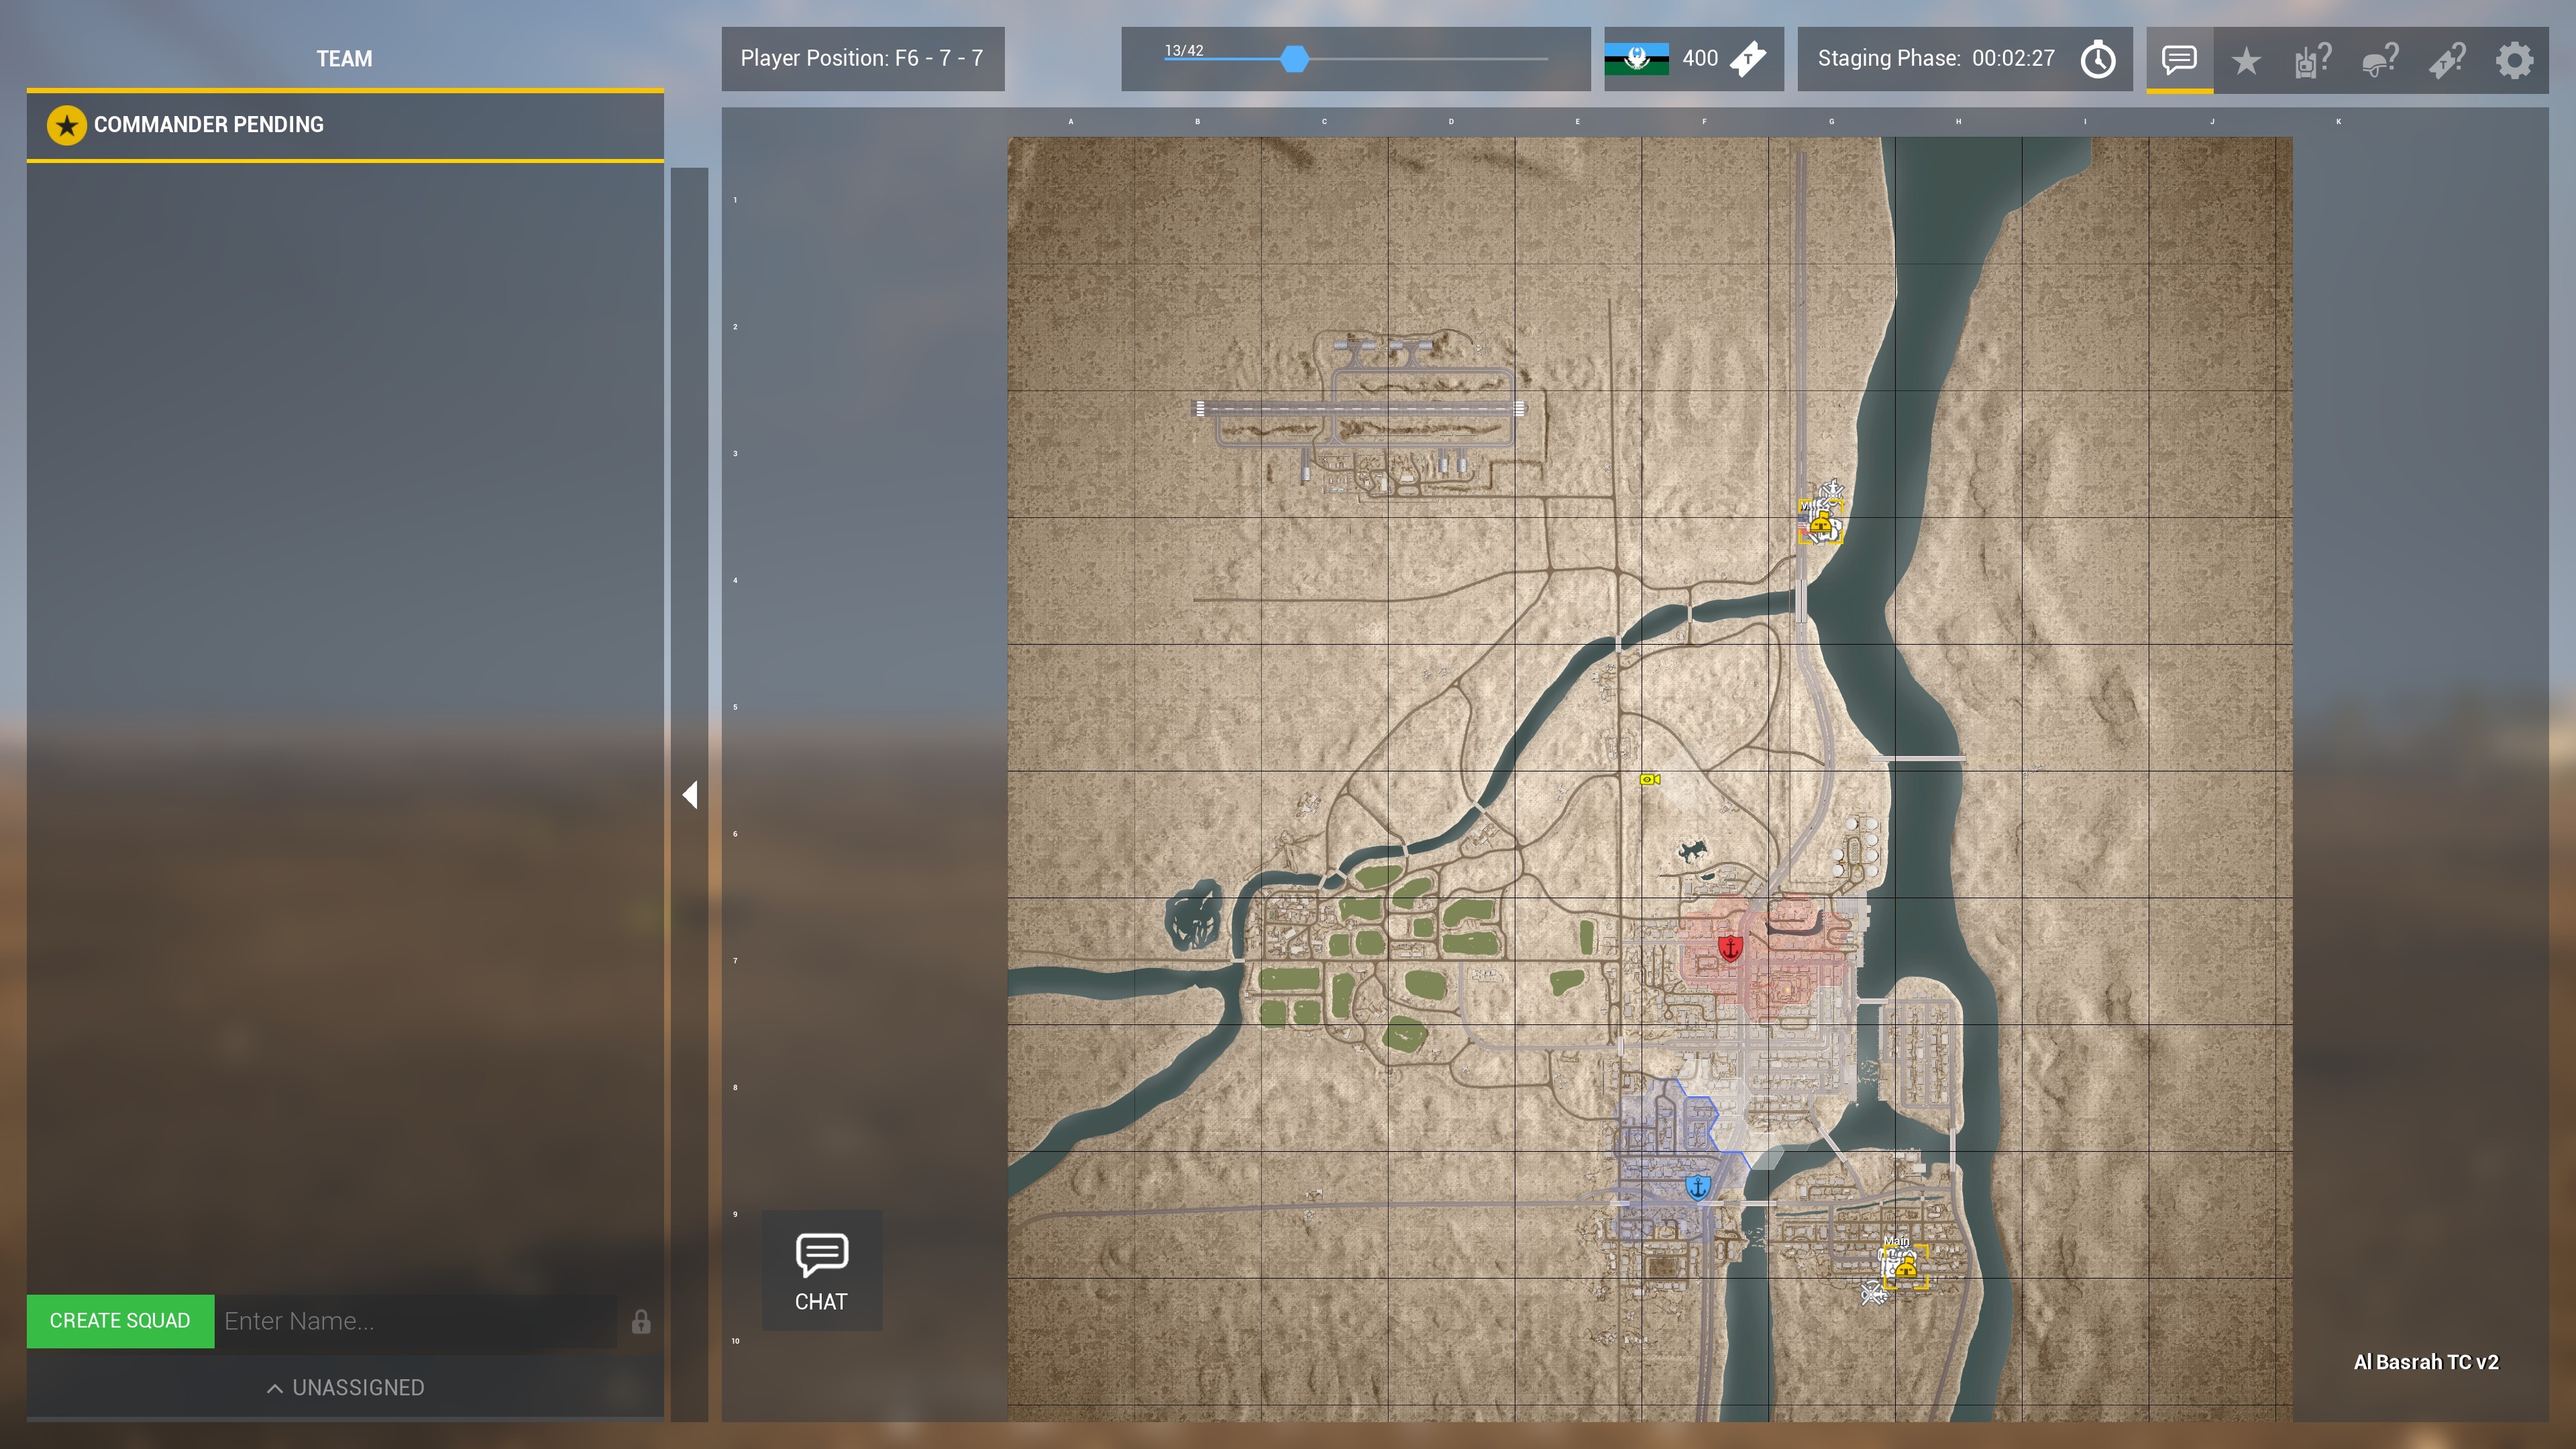 TEAM
Player Position: F6 - 7 - 7
13/42
400
T
Staging Phase: 00:02:27
? ? T?
COMMANDER PENDING
A B C D E F G H I J K
1
2
3
4
5
6
7
8
9
10
Main
CHAT
CREATE SQUAD
Enter Name...
UNASSIGNED
Al Basrah TC v2